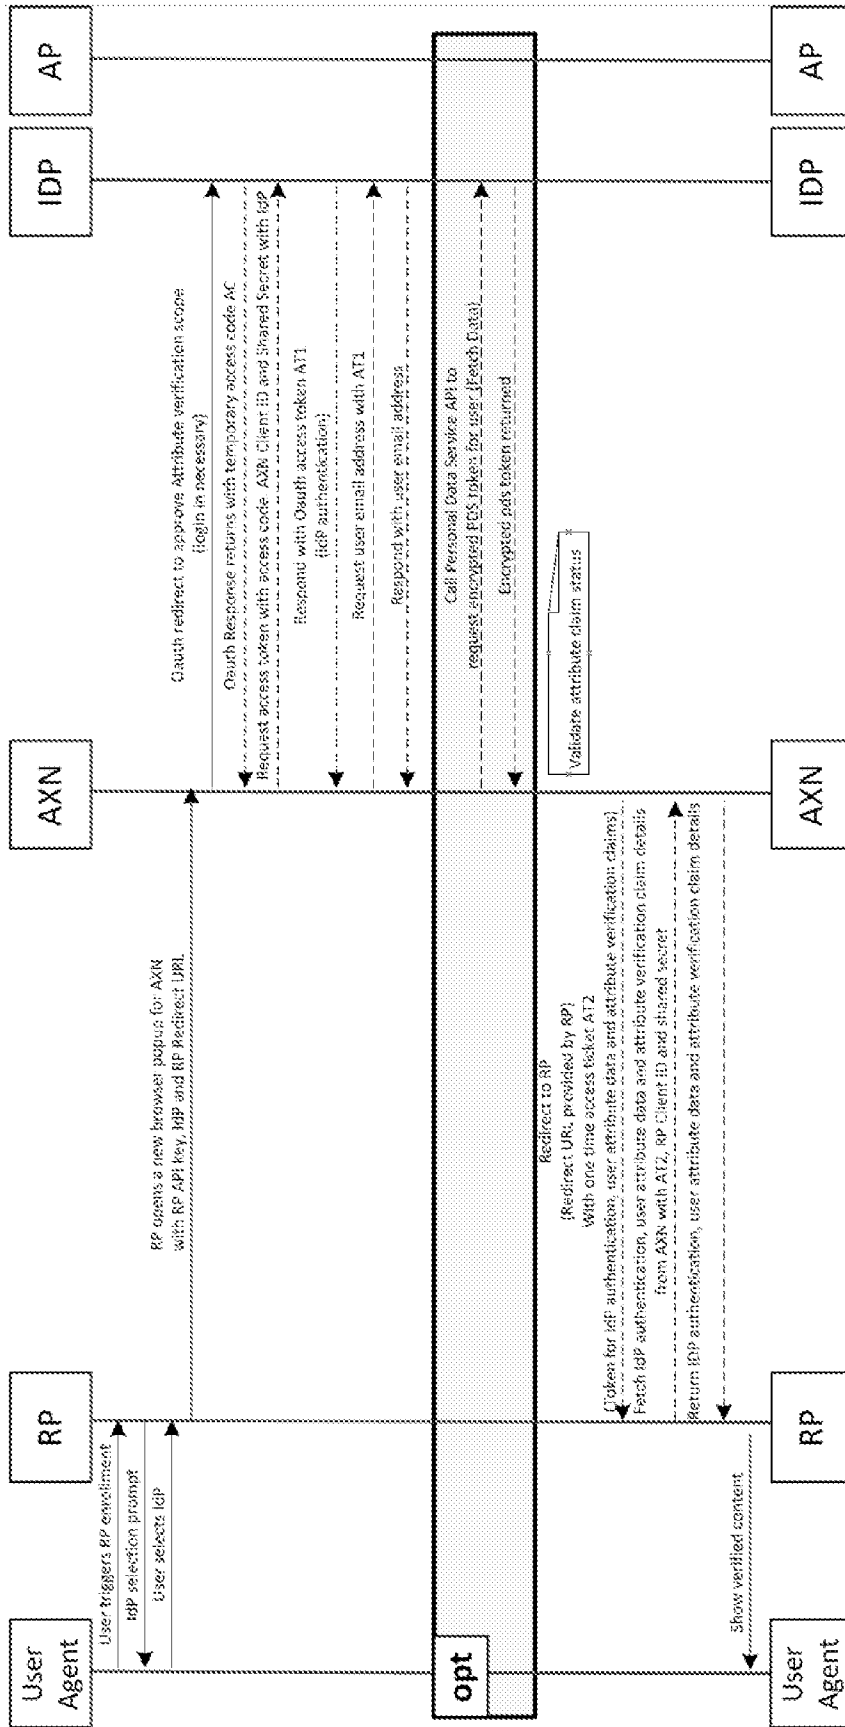 User
Agent
RP
AXN
IDP
AP
User triggers RP enrollment
IdP selection prompt
User selects IdP
RP opens a new browser popup for AXN
with RP API key, IdP and RP Redirect URL
Oauth redirect to approve Attribute verification scope
(login in necessary)
Oauth Response returns with temporary access code AC
Request access token with access code, AXN Client ID and Shared Secret with IdP
Respond with Oauth access token AT1
(IdP authentication)
Request user email address with AT1
Respond with user email address
opt
Call Personal Data Service API to
request encrypted PDS token for user (Fetch Data)
Encrypted pds token returned
Validate attribute claim status
Redirect to RP
(Redirect URL provided by RP)
With one time access ticket AT2
(Token for IdP authentication, user attribute data and attribute verification claims)
Fetch IdP authentication, user attribute data and attribute verification claim details
from AXN with AT2, RP Client ID and shared secret
Return IDP authentication, user attribute data and attribute verification claim details
Show verified content
User
Agent
RP
AXN
IDP
AP